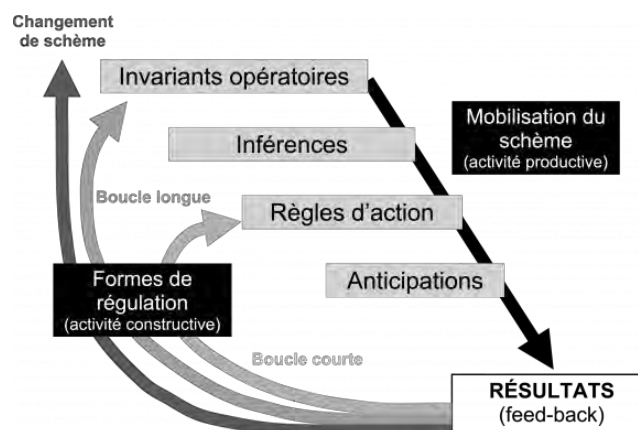 Changement
de schème
Invariants opératoires
Mobilisation du
schème
(activité productive)
Inférences
Boucle longue
Règles d'action
Formes de
régulation
(activité constructive)
Anticipations
Boucle courte
RÉSULTATS
(feed-back)